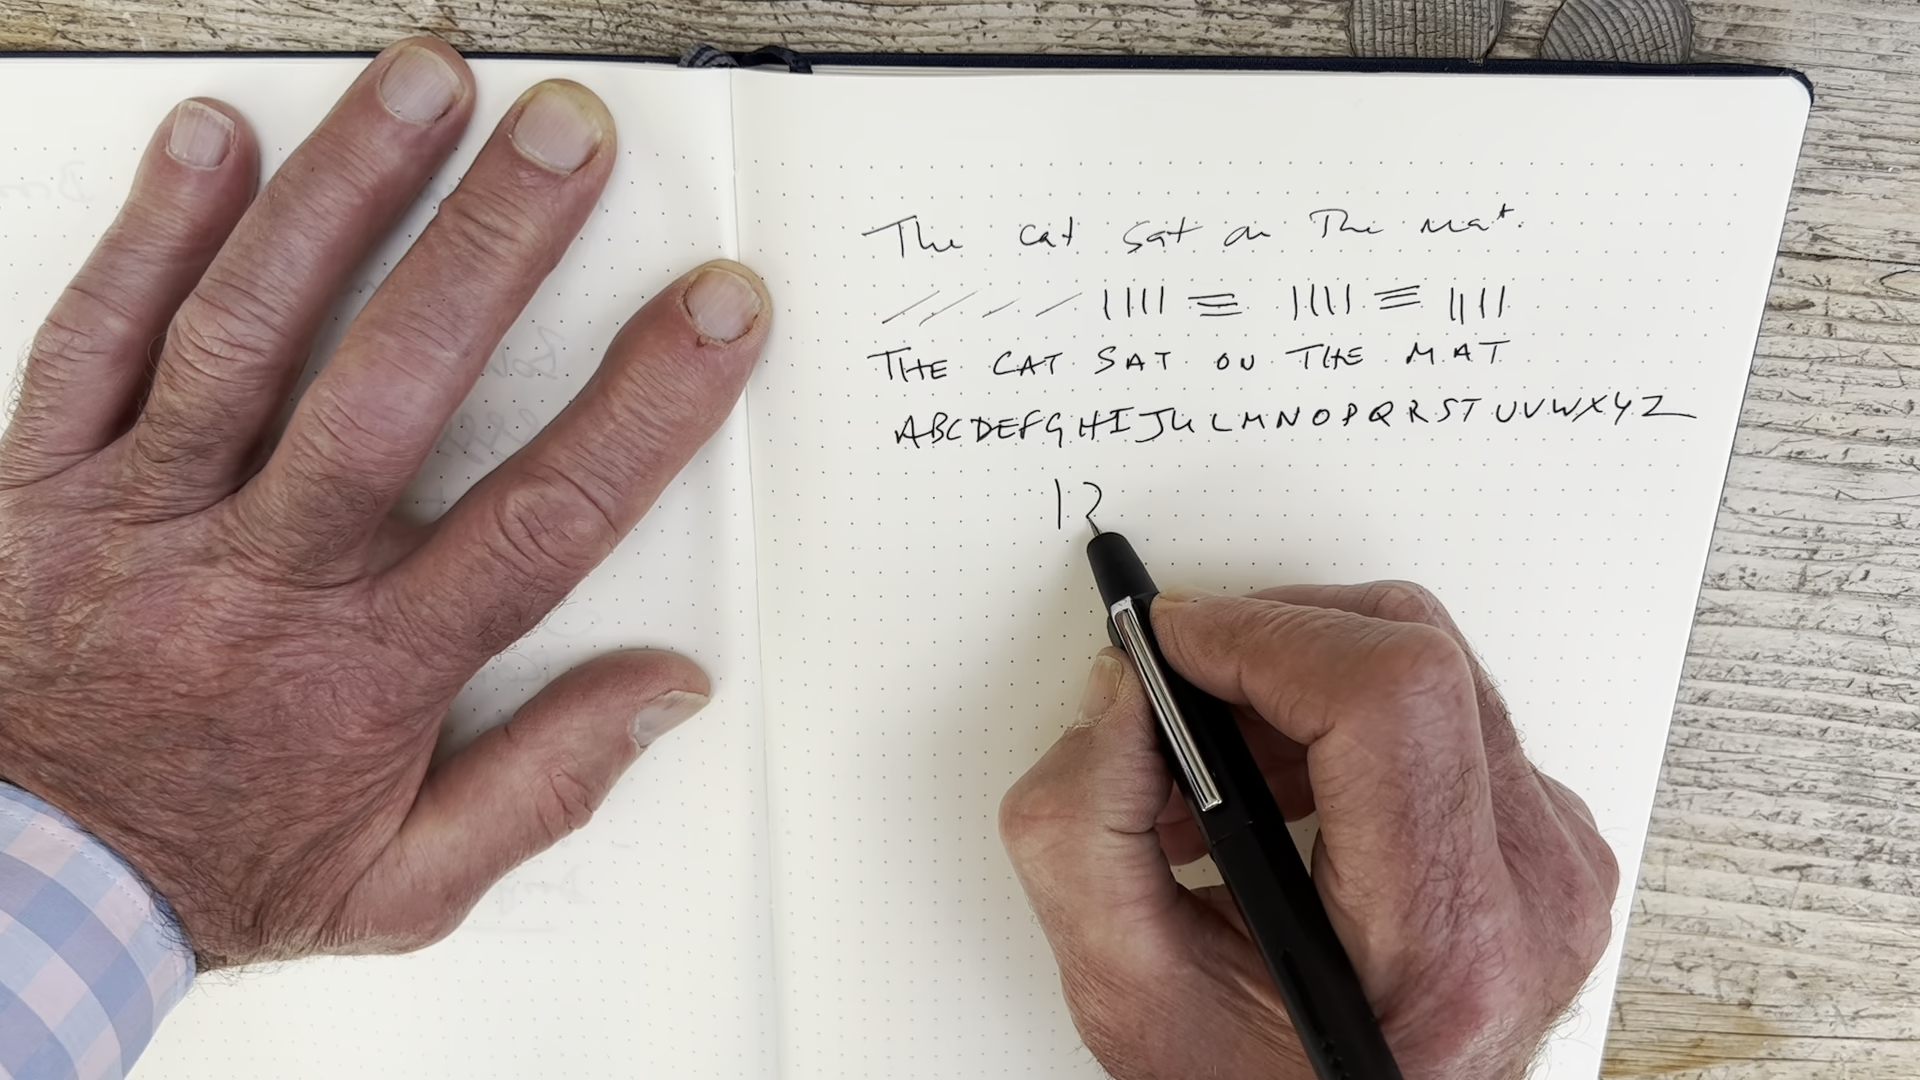 The cat sat on The mat.
//// |||| ≡ |||| ≡ ||||
THE CAT SAT ON THE MAT
ABCDEFGHIJKLMNOPQRSTUVWXYZ
12